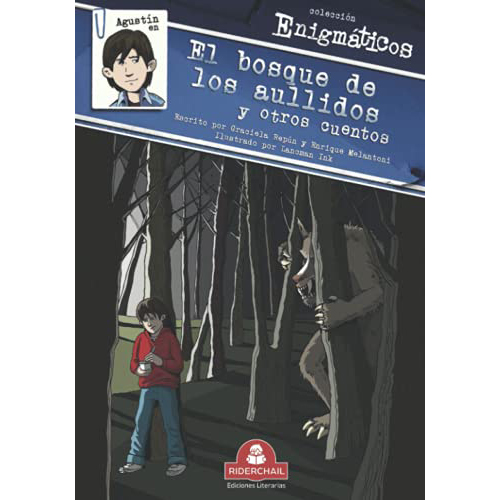 Agustín
en
colección
Enigmáticos
El bosque de
los aullidos
y otros cuentos
Escrito por Graciela Repún y Enrique Melantoni
Ilustrado por Lancman Ink
RIDERCHAIL
Ediciones Literarias